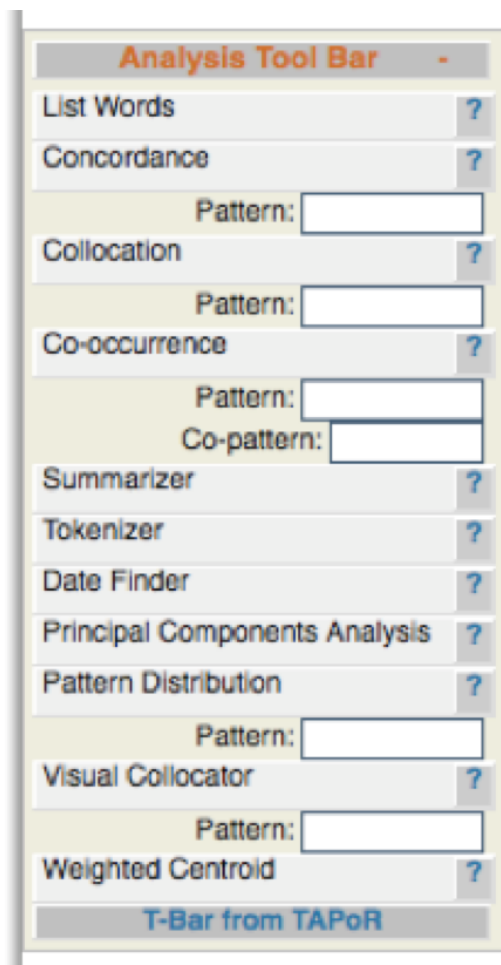 Analysis Tool Bar -
List Words ?
Concordance ?
Pattern:
Collocation ?
Pattern:
Co-occurrence ?
Pattern:
Co-pattern:
Summarizer ?
Tokenizer ?
Date Finder ?
Principal Components Analysis ?
Pattern Distribution ?
Pattern:
Visual Collocator ?
Pattern:
Weighted Centroid ?
T-Bar from TAPoR